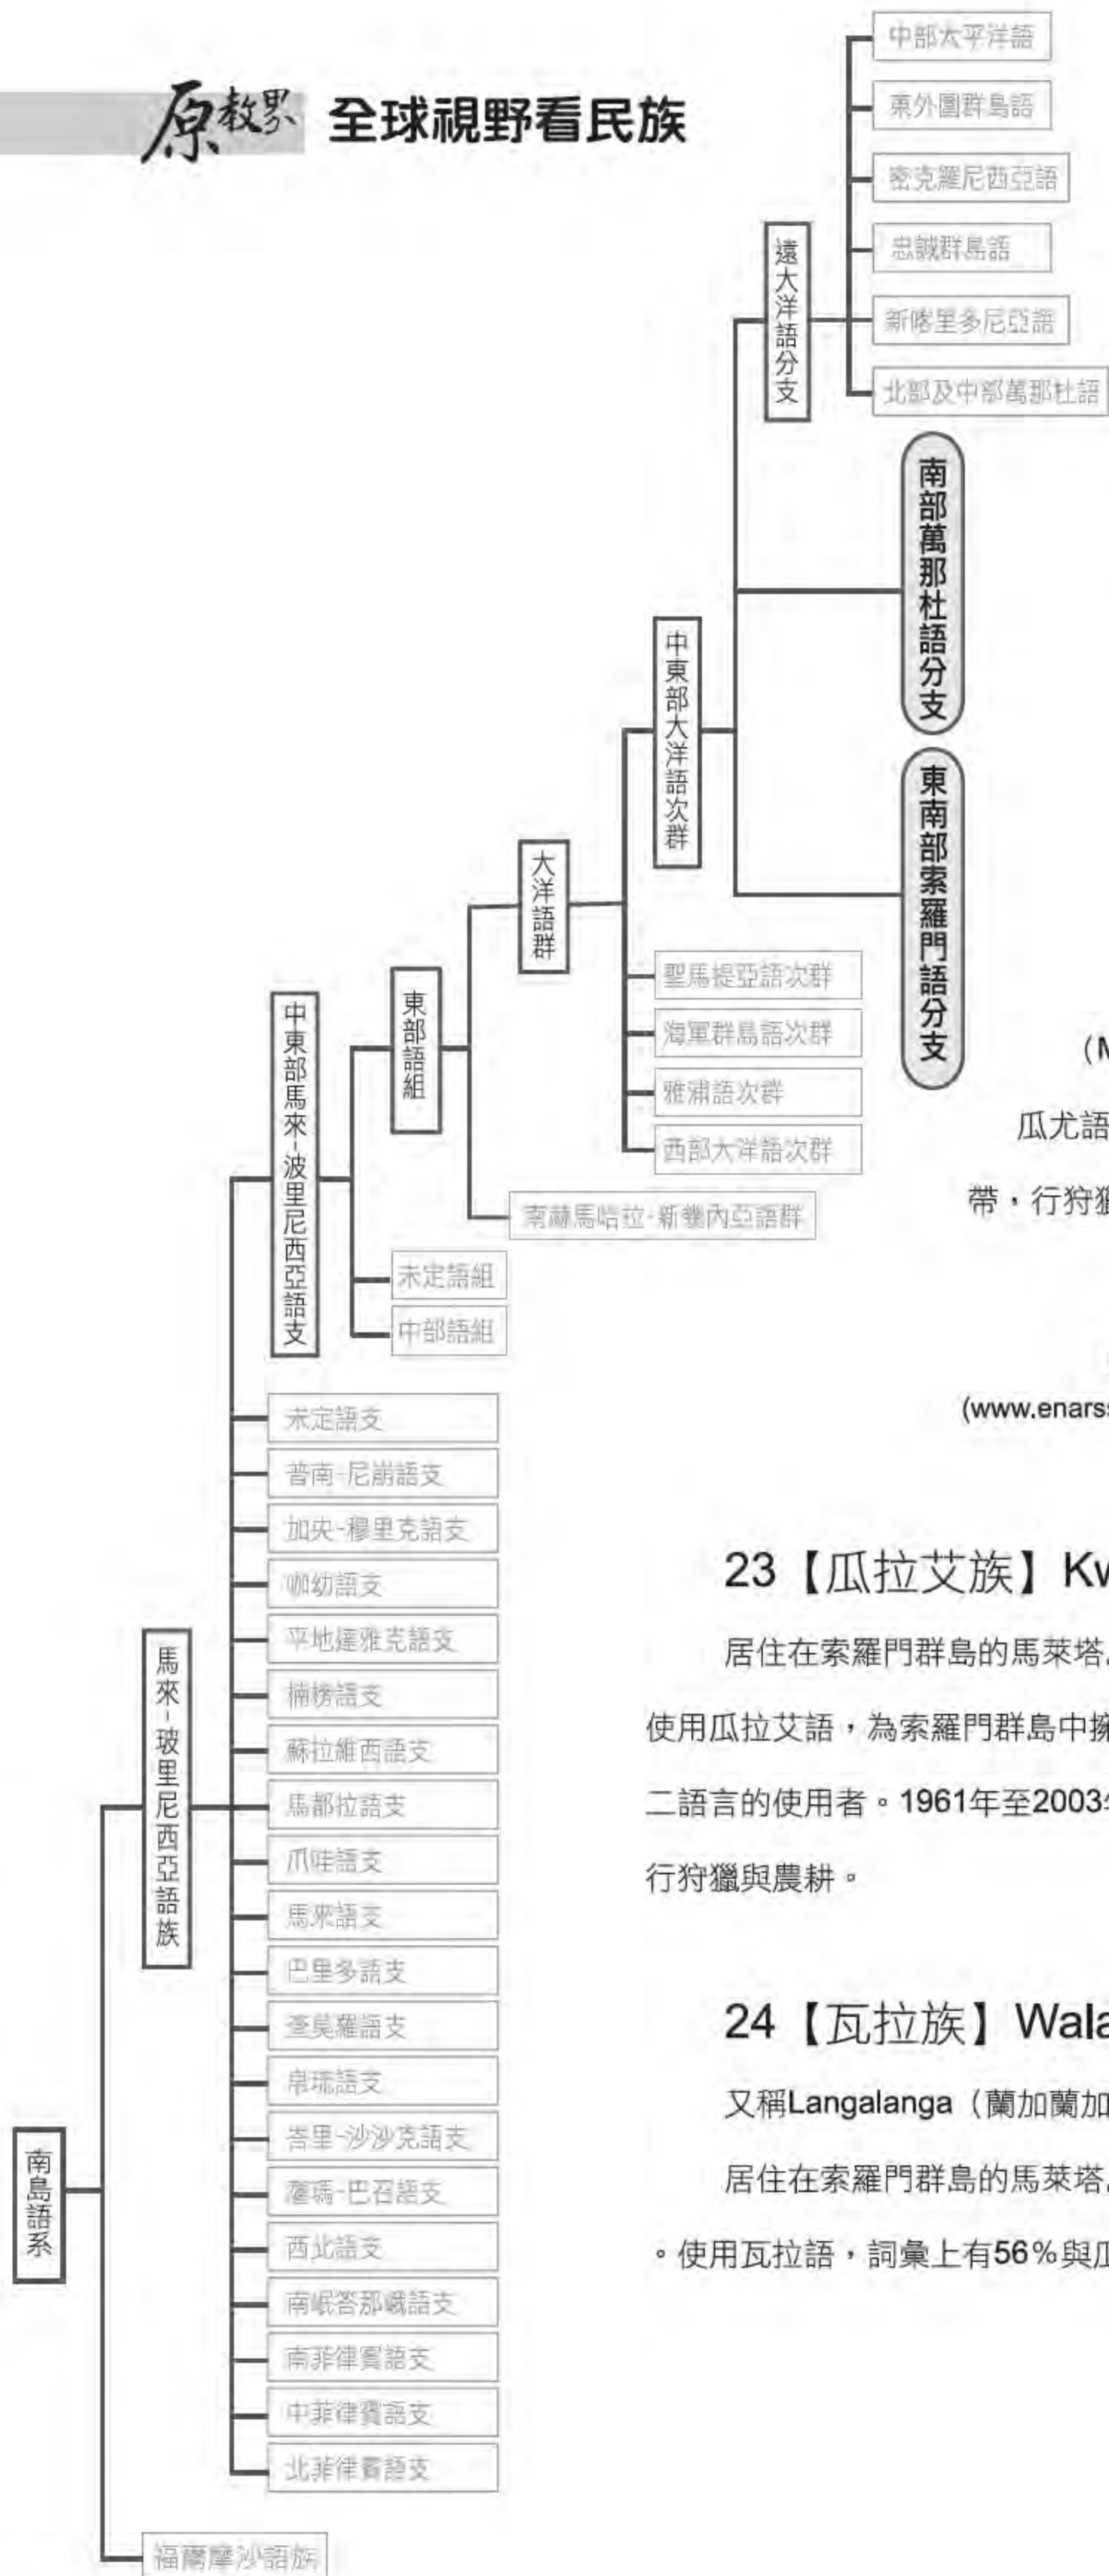 原教界 全球視野看民族
中部太平洋語
東外圍群島語
密克羅尼西亞語
忠誠群島語
新喀里多尼亞語
北部及中部萬那杜語
遠大洋語分支
南部萬那杜語分支
東南部索羅門語分支
中東部大洋語次群
大洋語群
聖馬提亞語次群
海軍群島語次群
雅浦語次群
西部大洋語次群
東部語組
南赫馬哈拉-新幾內亞語群
中東部馬來-波里尼西亞語支
未定語組
中部語組
未定語支
普南-尼崩語支
加央-穆里克語支
咖幼語支
平地達雅克語支
楠榜語支
蘇拉維西語支
馬都拉語支
爪哇語支
馬來語支
巴里多語支
查莫羅語支
帛琉語支
峇里-沙沙克語支
薩瑪-巴召語支
西北語支
南岷答那峨語支
南菲律賓語支
中菲律賓語支
北菲律賓語支
馬來-玻里尼西亞語族
南島語系
福爾摩沙語族
（M
瓜尤語
帶，行狩獵
(www.enarss
23【瓜拉艾族】Kw
居住在索羅門群島的馬萊塔
使用瓜拉艾語，為索羅門群島中擁
二語言的使用者。1961年至2003年
行狩獵與農耕。
24【瓦拉族】Wala
又稱Langalanga（蘭加蘭加
居住在索羅門群島的馬萊塔
。使用瓦拉語，詞彙上有56%與瓜